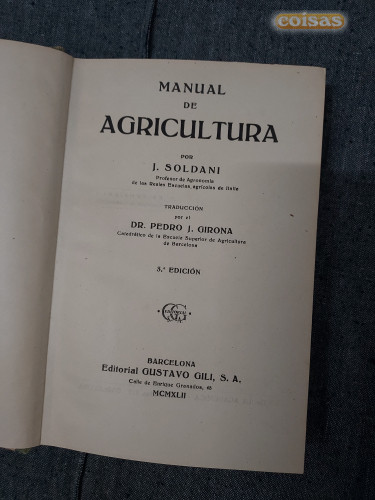 coisas
MANUAL
DE
AGRICULTURA
POR
J. SOLDANI
Profesor de Agronomía
de las Reales Escuelas agrícolas de Italia
TRADUCCIÓN
por el
DR. PEDRO J. GIRONA
Catedrático de la Escuela Superior de Agricultura
de Barcelona
3.ª EDICIÓN
BARCELONA
Editorial GUSTAVO GILI, S. A.
Calle de Enrique Granados, 45
MCMXLII